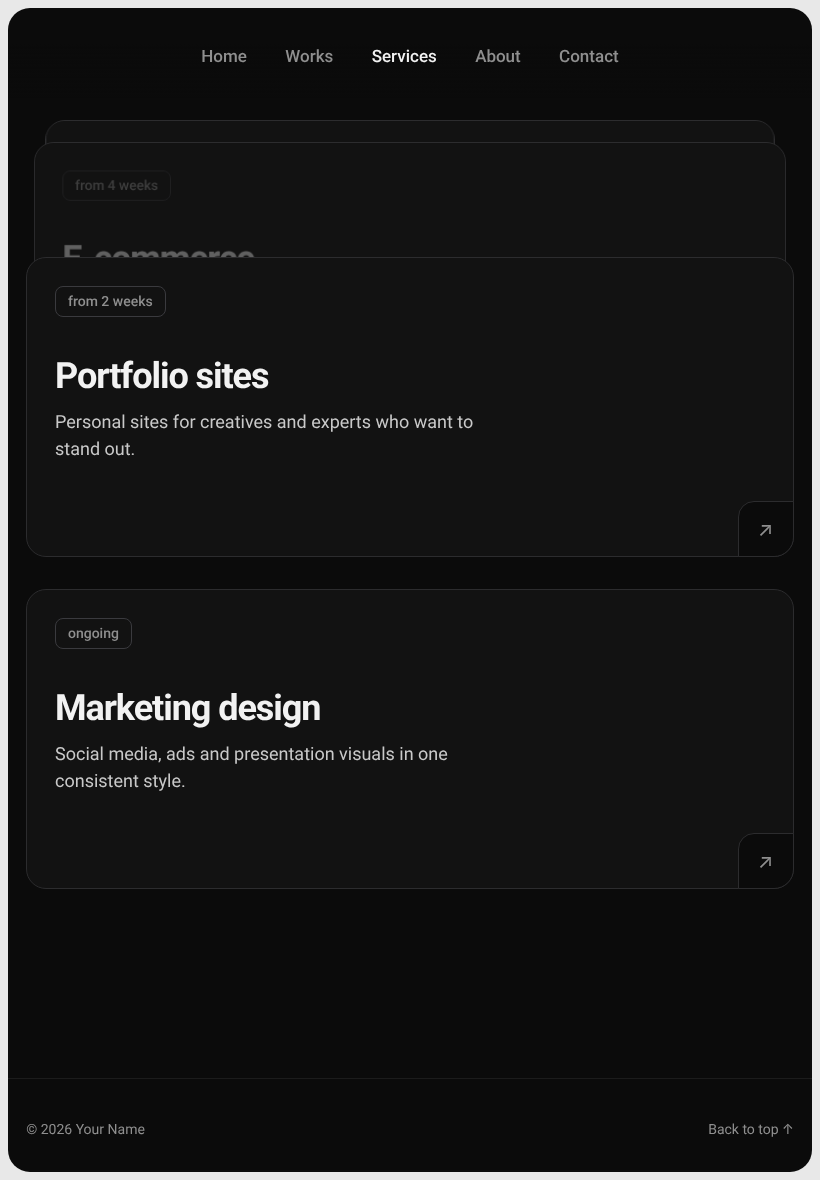 Home Works Services About Contact
from 4 weeks
E-commerce
from 2 weeks
Portfolio sites
Personal sites for creatives and experts who want to
stand out.
ongoing
Marketing design
Social media, ads and presentation visuals in one
consistent style.
© 2026 Your Name
Back to top ↑